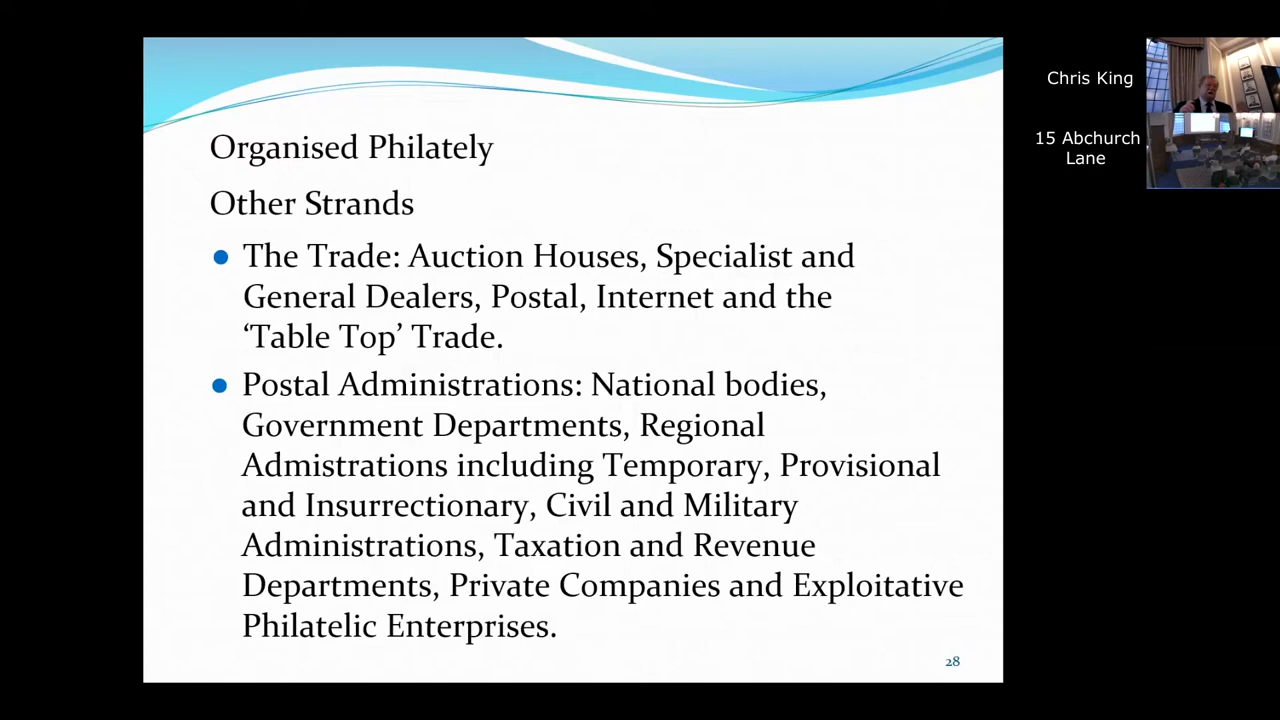 Organised Philately
Other Strands
The Trade: Auction Houses, Specialist and
General Dealers, Postal, Internet and the
‘Table Top’ Trade.
Postal Administrations: National bodies,
Government Departments, Regional
Admistrations including Temporary, Provisional
and Insurrectionary, Civil and Military
Administrations, Taxation and Revenue
Departments, Private Companies and Exploitative
Philatelic Enterprises.
28
Chris King
15 Abchurch
Lane